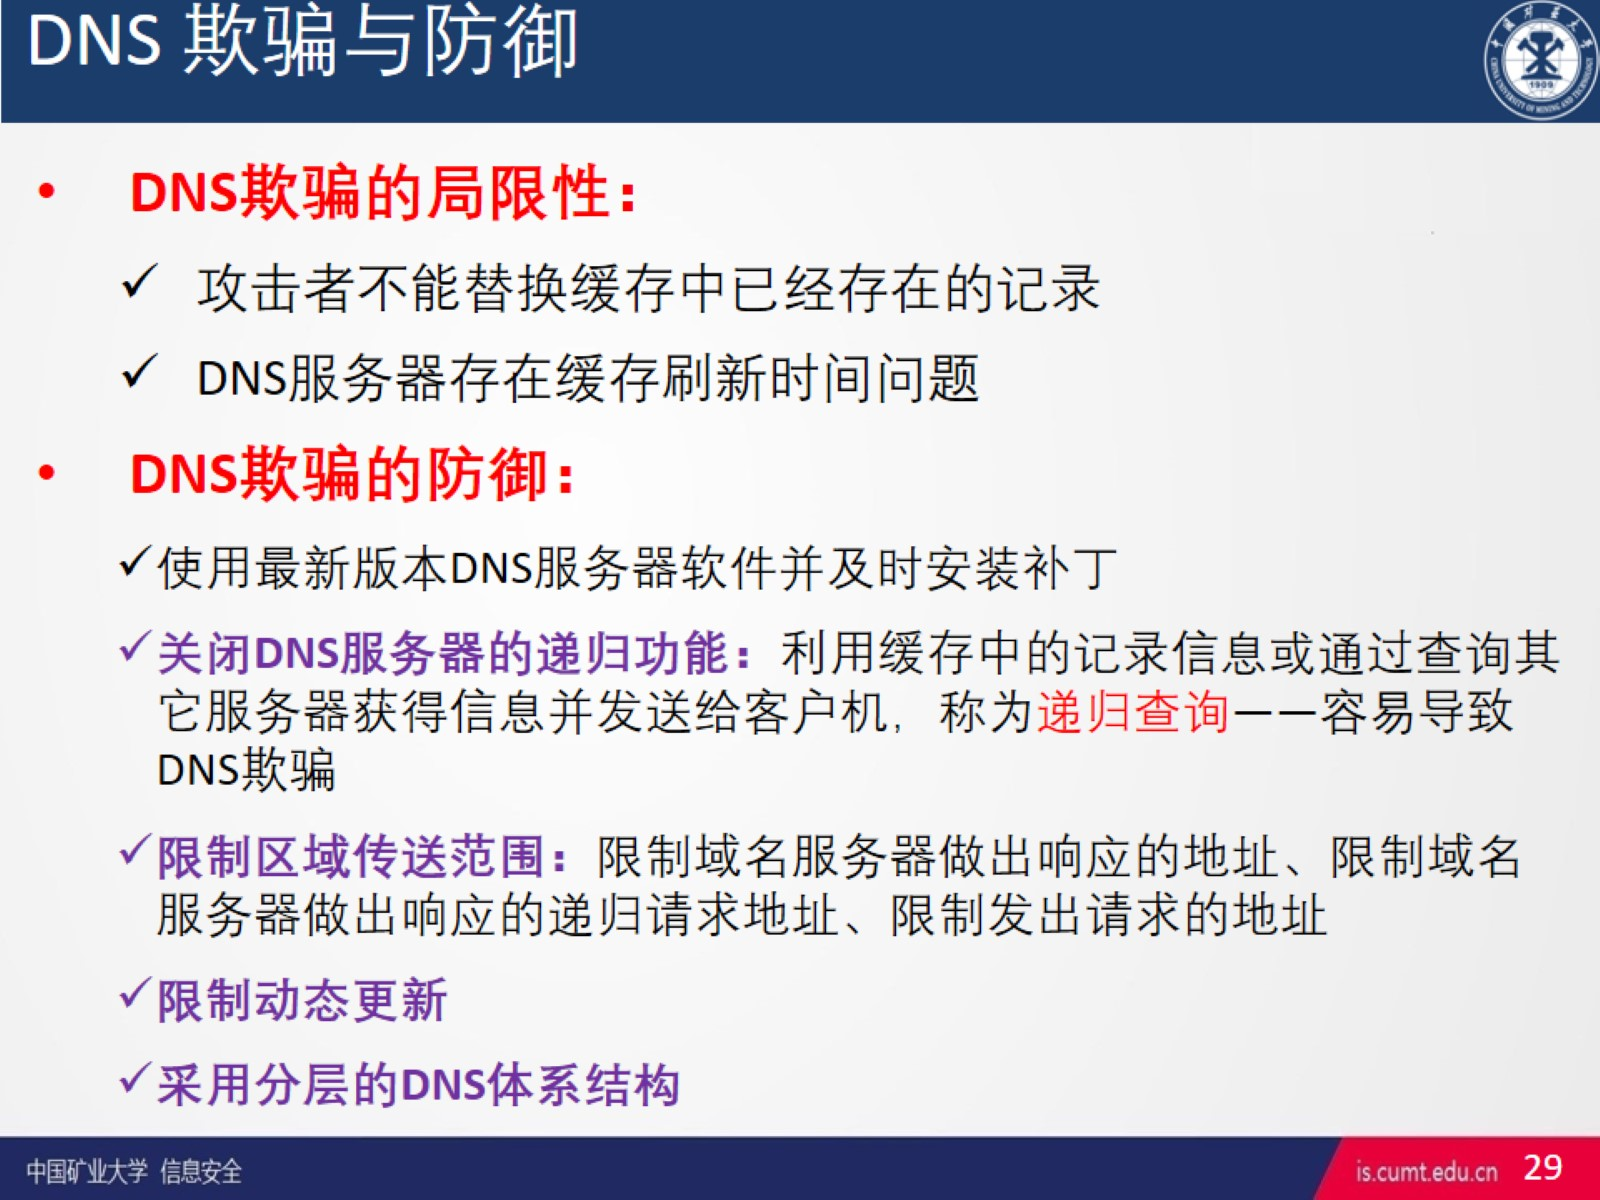 DNS 欺骗与防御
• DNS欺骗的局限性：
✓ 攻击者不能替换缓存中已经存在的记录
✓ DNS服务器存在缓存刷新时间问题
• DNS欺骗的防御：
✓使用最新版本DNS服务器软件并及时安装补丁
✓关闭DNS服务器的递归功能：利用缓存中的记录信息或通过查询其
它服务器获得信息并发送给客户机，称为递归查询——容易导致
DNS欺骗
✓限制区域传送范围：限制域名服务器做出响应的地址、限制域名
服务器做出响应的递归请求地址、限制发出请求的地址
✓限制动态更新
✓采用分层的DNS体系结构
中国矿业大学 信息安全
is.cumt.edu.cn 29
CHINA UNIVERSITY OF MINING AND TECHNOLOGY
1909